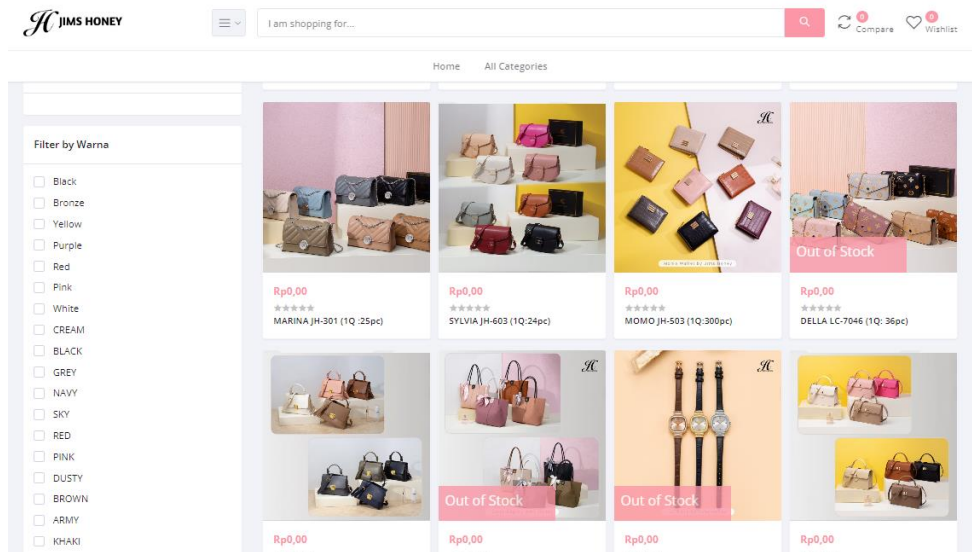 JIMS HONEY
I am shopping for...
0
Compare
0
Wishlist
Home
All Categories
Filter by Warna
Black
Bronze
Yellow
Purple
Red
Pink
White
CREAM
BLACK
GREY
NAVY
SKY
RED
PINK
DUSTY
BROWN
ARMY
KHAKI
Rp0,00
MARINA JH-301 (1Q :25pc)
Rp0,00
SYLVIA JH-603 (1Q:24pc)
Rp0,00
MOMO JH-503 (1Q:300pc)
Out of Stock
Rp0,00
DELLA LC-7046 (1Q: 36pc)
Rp0,00
Out of Stock
Rp0,00
Out of Stock
Rp0,00
Rp0,00